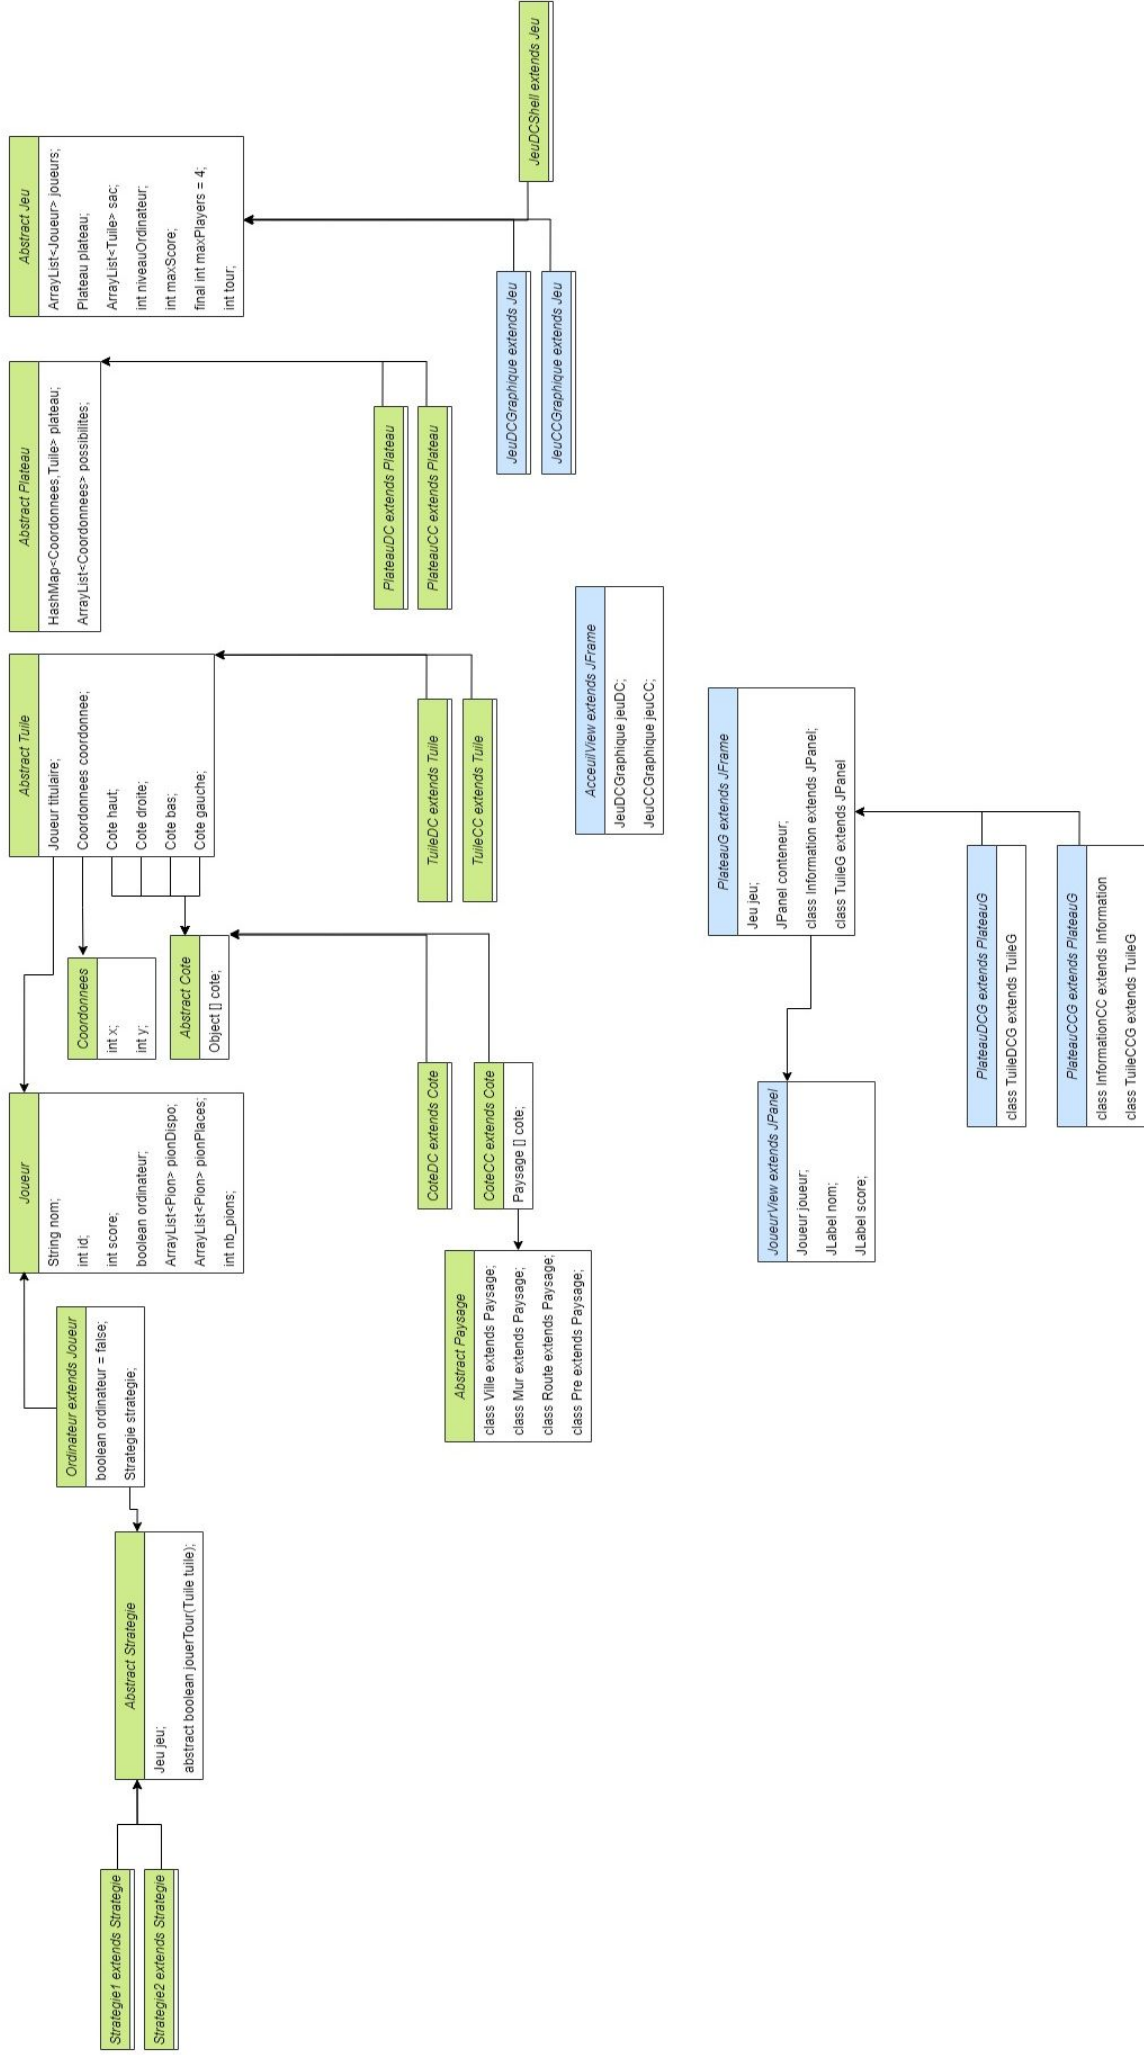 Strategie1 extends Strategie
Strategie2 extends Strategie
Abstract Strategie
Jeu jeu;
abstract boolean jouerTour(Tuile tuile);
Ordinateur extends Joueur
boolean ordinateur = false;
Strategie strategie;
Joueur
String nom;
int id;
int score;
boolean ordinateur;
ArrayList<Pion> pionDispo;
ArrayList<Pion> pionPlaces;
int nb_pions;
Coordonnees
int x;
int y;
Abstract Cote
Object [] cote;
Abstract Tuile
Joueur titulaire;
Coordonnees coordonnee;
Cote haut;
Cote droite;
Cote bas;
Cote gauche;
Abstract Plateau
HashMap<Coordonnees,Tuile> plateau;
ArrayList<Coordonnees> possibilites;
Abstract Jeu
ArrayList<Joueur> joueurs;
Plateau plateau;
ArrayList<Tuile> sac;
int niveauOrdinateur;
int maxScore;
final int maxPlayers = 4;
int tour;
Abstract Paysage
class Ville extends Paysage;
class Mur extends Paysage;
class Route extends Paysage;
class Pre extends Paysage;
CoteDC extends Cote
CoteCC extends Cote
Paysage [] cote;
TuileDC extends Tuile
TuileCC extends Tuile
PlateauDC extends Plateau
PlateauCC extends Plateau
JeuDCGraphique extends Jeu
JeuCCGraphique extends Jeu
JeuDCShell extends Jeu
AcceuilView extends JFrame
JeuDCGraphique jeuDC;
JeuCCGraphique jeuCC;
JoueurView extends JPanel
Joueur joueur;
JLabel nom;
JLabel score;
PlateauG extends JFrame
Jeu jeu;
JPanel conteneur;
class Information extends JPanel;
class TuileG extends JPanel
PlateauDCG extends PlateauG
class TuileDCG extends TuileG
PlateauCCG extends PlateauG
class InformationCC extends Information
class TuileCCG extends TuileG